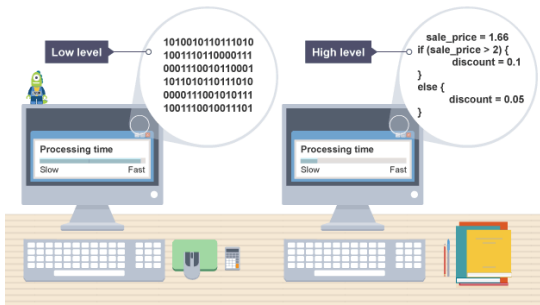 Low level
1010010110111010
1001110110000111
0001110010110001
1011010110111010
0000111001010111
1001110010011101
Processing time
Slow Fast
High level
sale_price = 1.66
if (sale_price > 2) {
discount = 0.1
}
else {
discount = 0.05
}
Processing time
Slow Fast